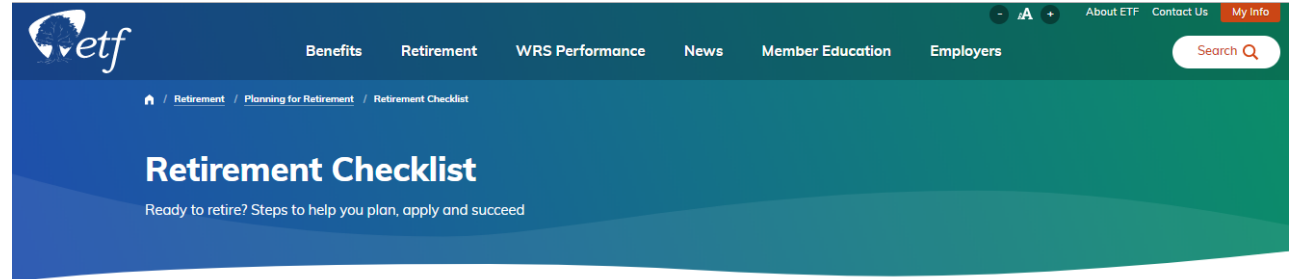 - AA +
About ETF Contact Us My Info
etf
Benefits Retirement WRS Performance News Member Education Employers
Search
/ Retirement / Planning for Retirement / Retirement Checklist
Retirement Checklist
Ready to retire? Steps to help you plan, apply and succeed